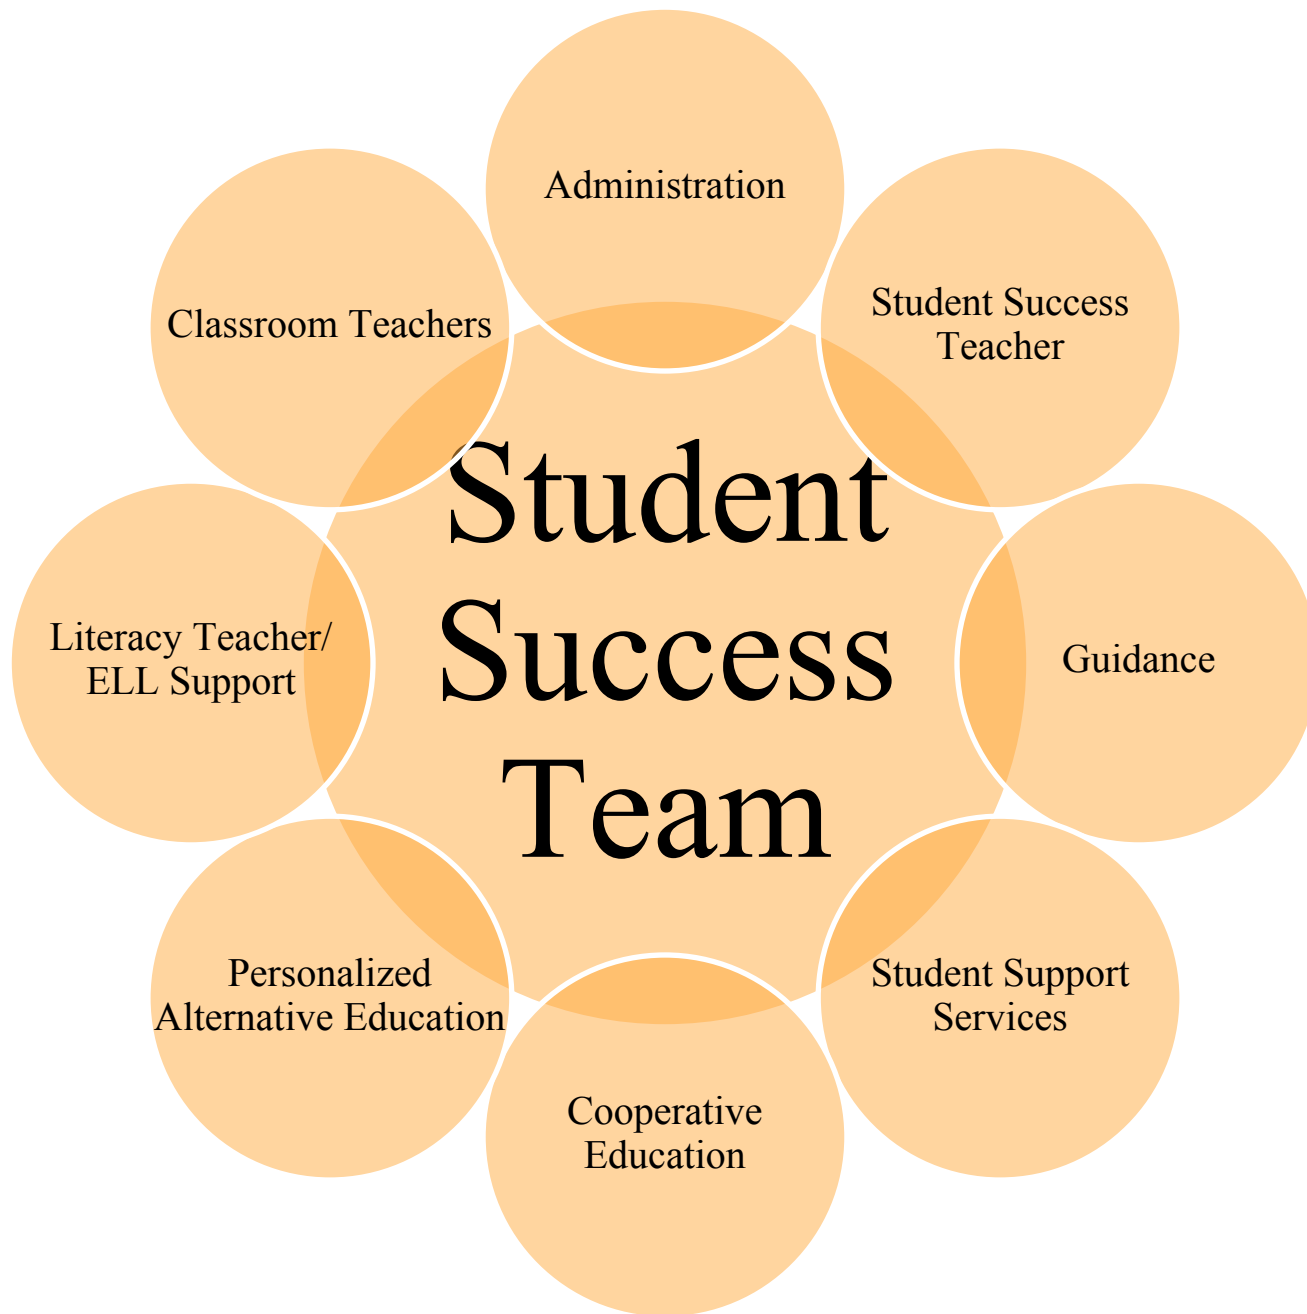 Administration
Student Success
Teacher
Guidance
Student Support
Services
Cooperative
Education
Personalized
Alternative Education
Literacy Teacher/
ELL Support
Classroom Teachers
Student
Success
Team